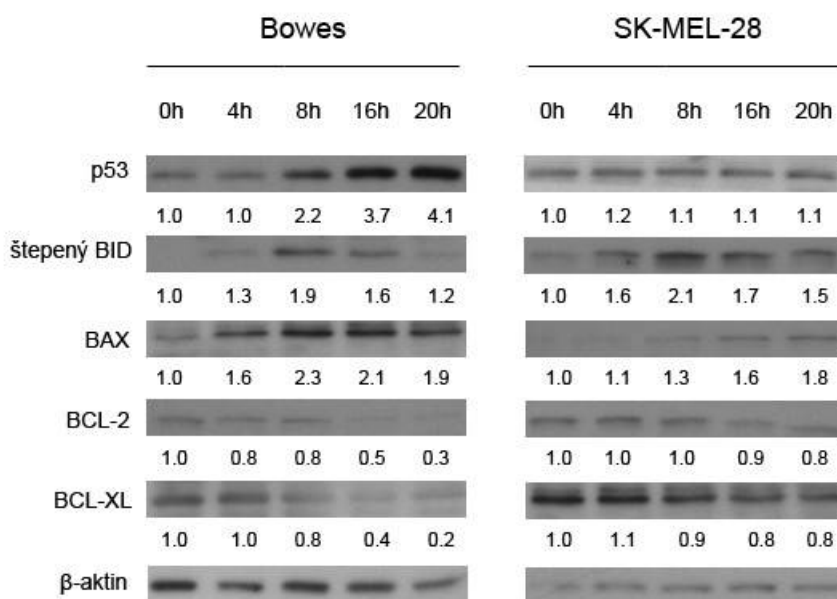 Bowes SK-MEL-28
0h 4h 8h 16h 20h 0h 4h 8h 16h 20h
p53
1.0 1.0 2.2 3.7 4.1 1.0 1.2 1.1 1.1 1.1
štepený BID
1.0 1.3 1.9 1.6 1.2 1.0 1.6 2.1 1.7 1.5
BAX
1.0 1.6 2.3 2.1 1.9 1.0 1.1 1.3 1.6 1.8
BCL-2
1.0 0.8 0.8 0.5 0.3 1.0 1.0 1.0 0.9 0.8
BCL-XL
1.0 1.0 0.8 0.4 0.2 1.0 1.1 0.9 0.8 0.8
β-aktin